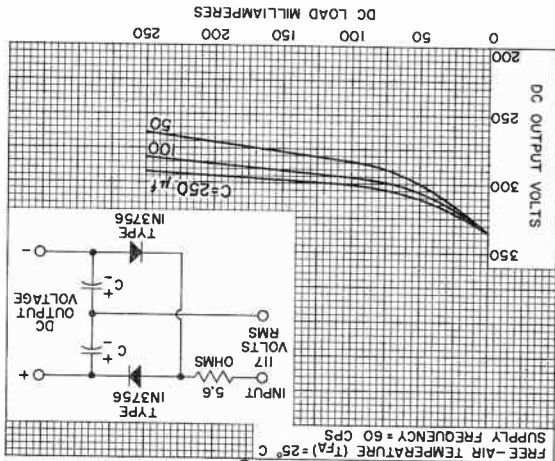 FREE-AIR TEMPERATURE (TFA)=25° C
SUPPLY FREQUENCY = 60 CPS
INPUT
117
VOLTS
RMS
5.6
OHMS
TYPE
IN3756
+
C
+
-
DC
OUTPUT
VOLTAGE
C
+
-
TYPE
IN3756
-
350
300
250
200
DC OUTPUT VOLTS
C=250 µf
100
50
0
50
100
150
200
250
DC LOAD MILLIAMPERES